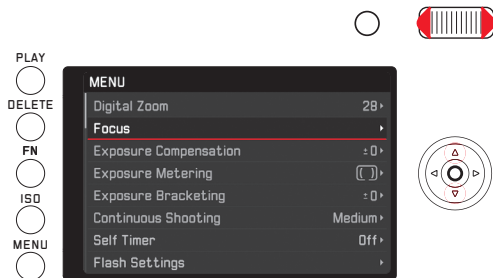 PLAY
DELETE
FN
ISO
MENU
MENU
Digital Zoom 28
Focus
Exposure Compensation ±0
Exposure Metering
Exposure Bracketing ±0
Continuous Shooting Medium
Self Timer Off
Flash Settings